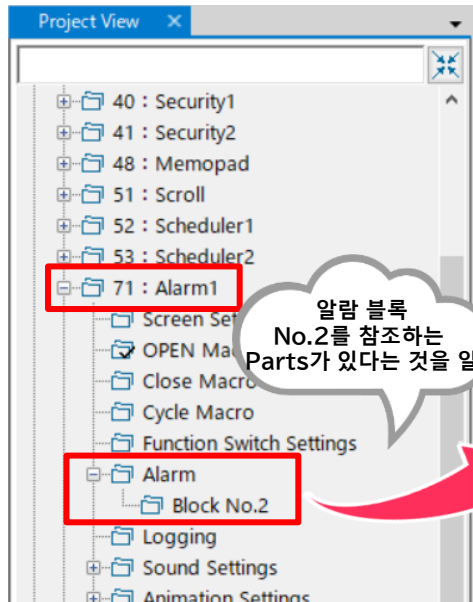 Project View
40 : Security1
41 : Security2
48 : Memopad
51 : Scroll
52 : Scheduler1
53 : Scheduler2
71 : Alarm1
Screen Set
알람 블록
No.2를 참조하는
OPEN Mac
Parts가 있다는 것을 알
Close Macro
Cycle Macro
Function Switch Settings
Alarm
Block No.2
Logging
Sound Settings
Animation Settings